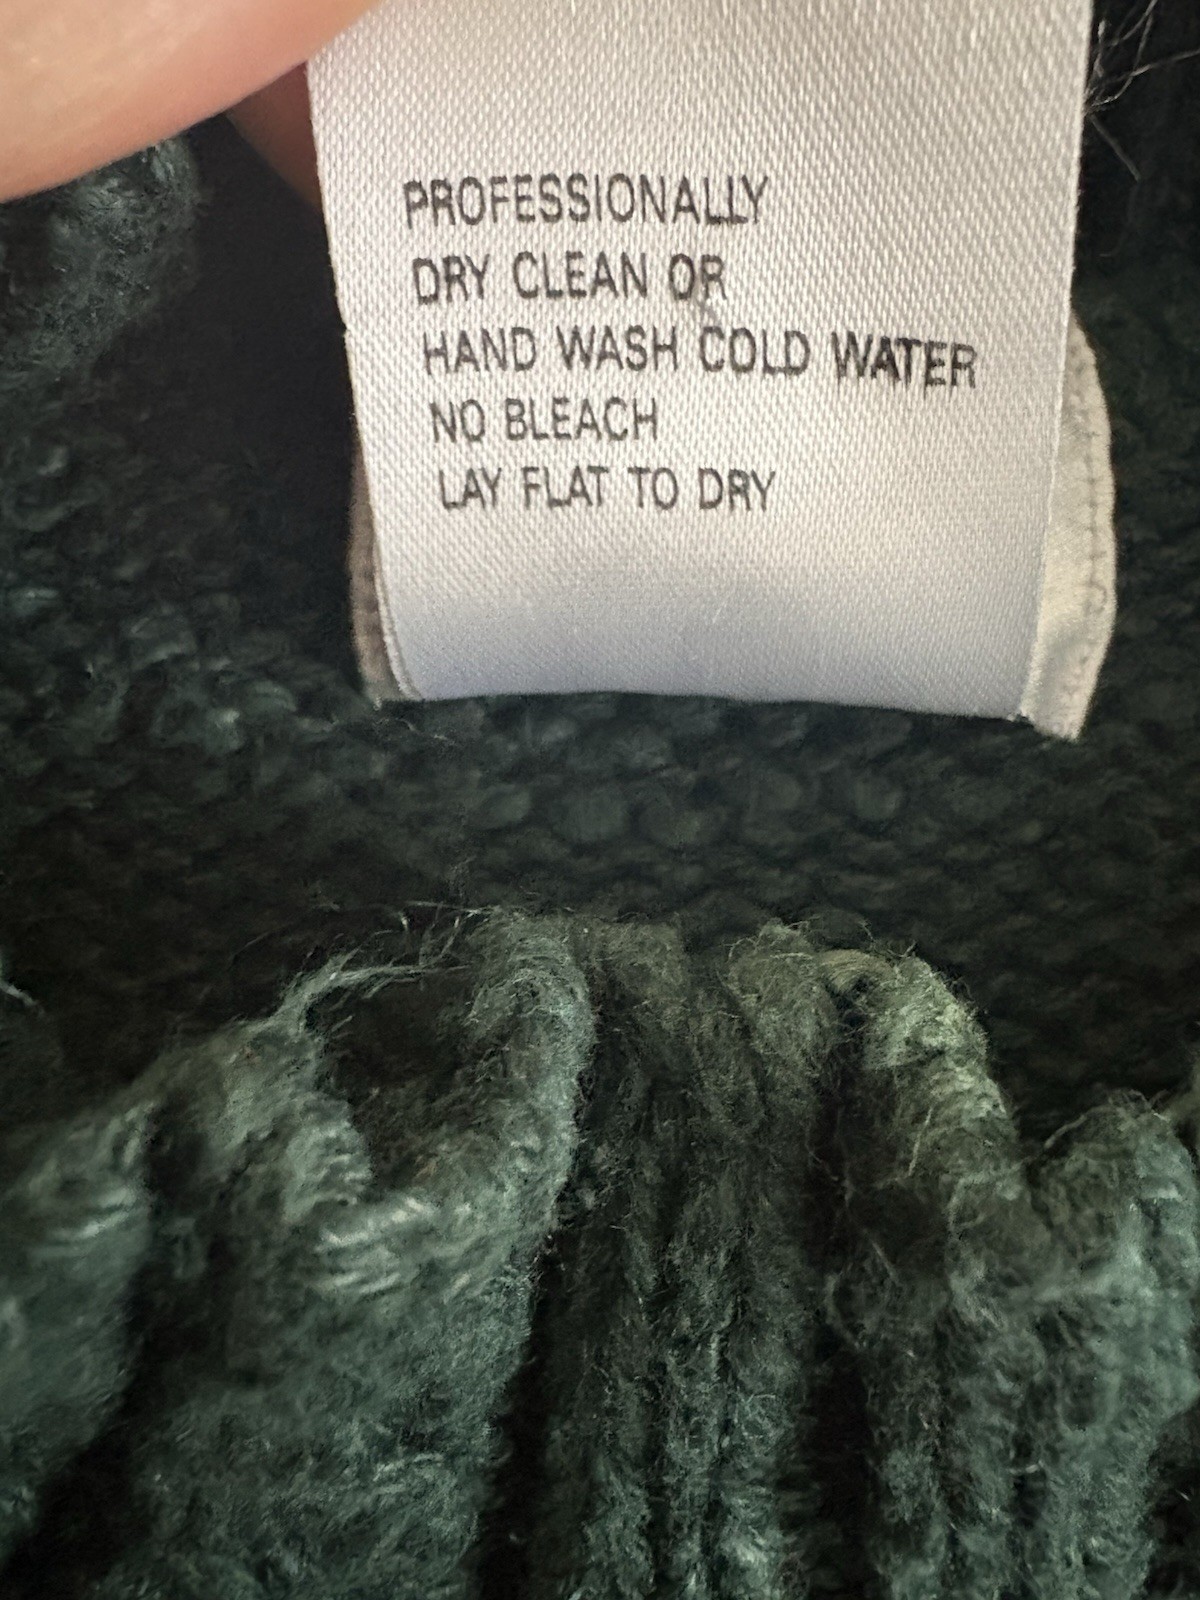 PROFESSIONALLY
DRY CLEAN OR
HAND WASH COLD WATER
NO BLEACH
LAY FLAT TO DRY